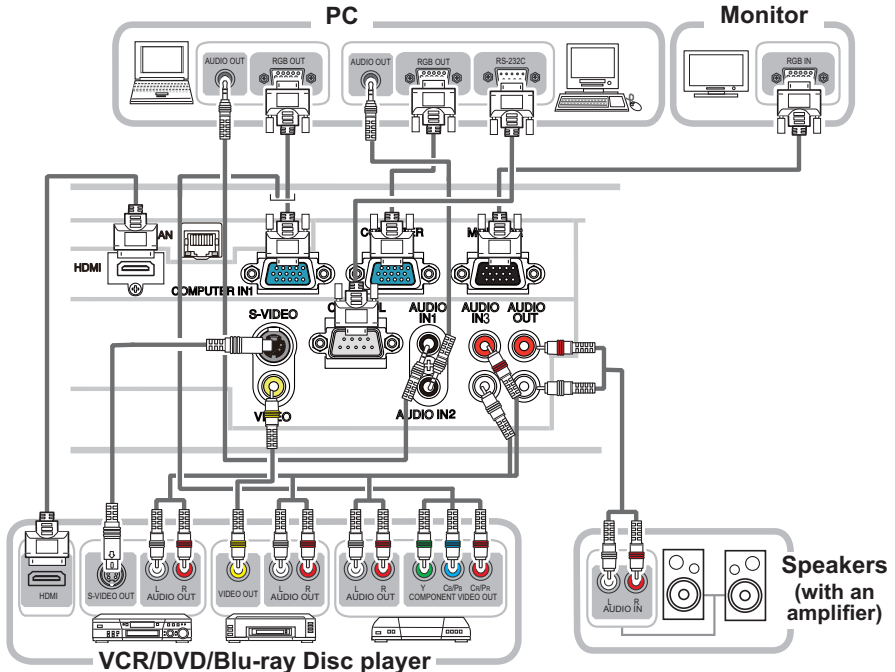 PC
Monitor
AUDIO OUT
RGB OUT
AUDIO OUT
RGB OUT
RS-232C
RGB IN
AN
HDMI
COMPUTER IN1
S-VIDEO
AUDIO IN1
AUDIO IN3
AUDIO OUT
AUDIO IN2
HDMI
S-VIDEO OUT
L R
AUDIO OUT
VIDEO OUT
L R
AUDIO OUT
L R
AUDIO OUT
Y CB/PB CR/PR
COMPONENT VIDEO OUT
L R
AUDIO IN
Speakers
(with an
amplifier)
VCR/DVD/Blu-ray Disc player